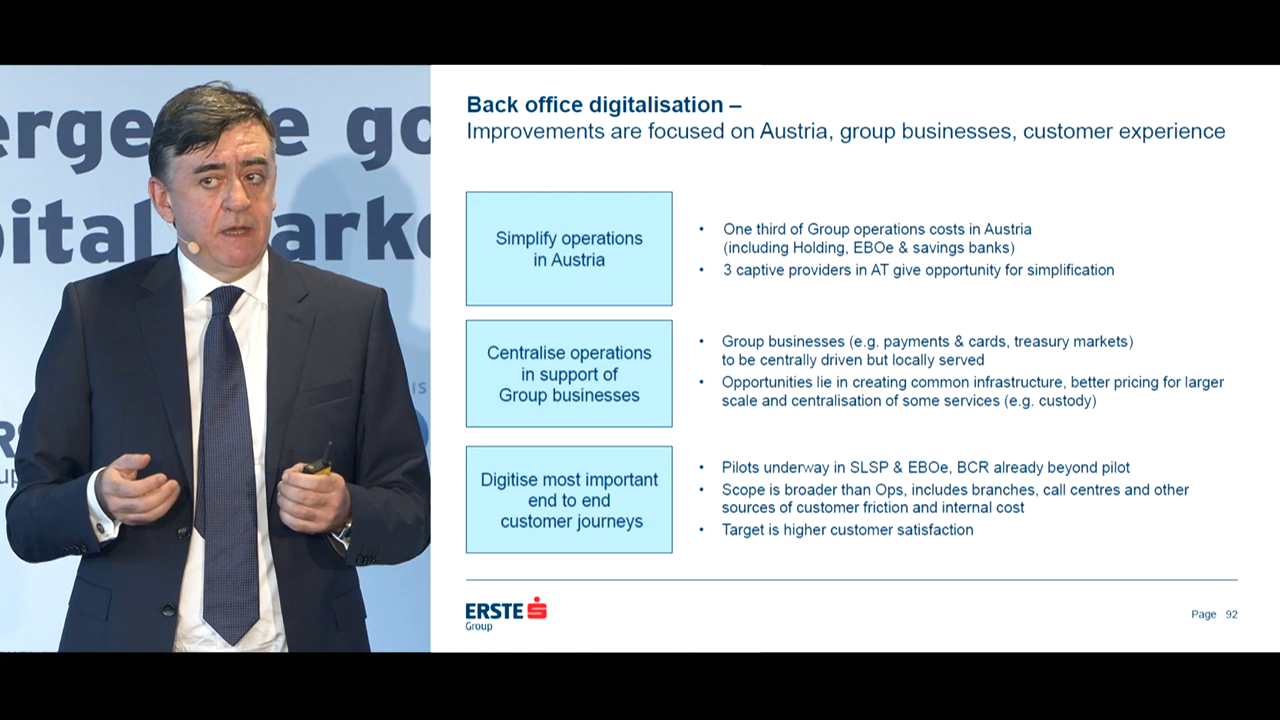 erge
e go
pital
arke
IS
Back office digitalisation –
Improvements are focused on Austria, group businesses, customer experience
Simplify operations
in Austria
• One third of Group operations costs in Austria
(including Holding, EBOe & savings banks)
• 3 captive providers in AT give opportunity for simplification
Centralise operations
in support of
Group businesses
• Group businesses (e.g. payments & cards, treasury markets)
to be centrally driven but locally served
• Opportunities lie in creating common infrastructure, better pricing for larger
scale and centralisation of some services (e.g. custody)
Digitise most important
end to end
customer journeys
• Pilots underway in SLSP & EBOe, BCR already beyond pilot
• Scope is broader than Ops, includes branches, call centres and other
sources of customer friction and internal cost
• Target is higher customer satisfaction
ERSTE
Group
Page 92